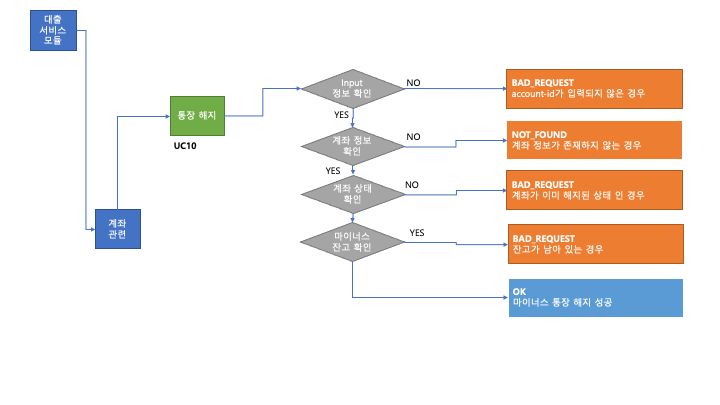 대출
서비스
모듈
계좌
관련
통장 해지
UC10
Input
정보 확인
NO
BAD_REQUEST
account-id가 입력되지 않은 경우
YES
계좌 정보
확인
NO
NOT_FOUND
계좌 정보가 존재하지 않는 경우
YES
계좌 상태
확인
NO
BAD_REQUEST
계좌가 이미 해지된 상태 인 경우
마이너스
잔고 확인
YES
BAD_REQUEST
잔고가 남아 있는 경우
OK
마이너스 통장 해지 성공